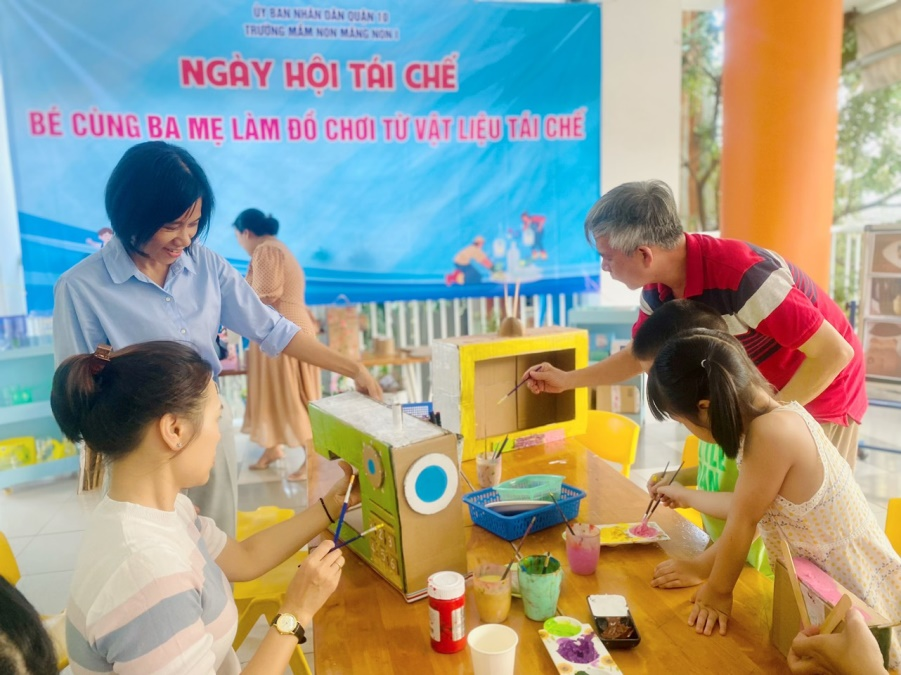 ỦY BAN NHÂN DÂN QUẬN 10
TRƯỜNG MẦM NON MĂNG NON I
NGÀY HỘI TÁI CHẾ
BÉ CÙNG BA MẸ LÀM ĐỒ CHƠI TỪ VẬT LIỆU TÁI CHẾ